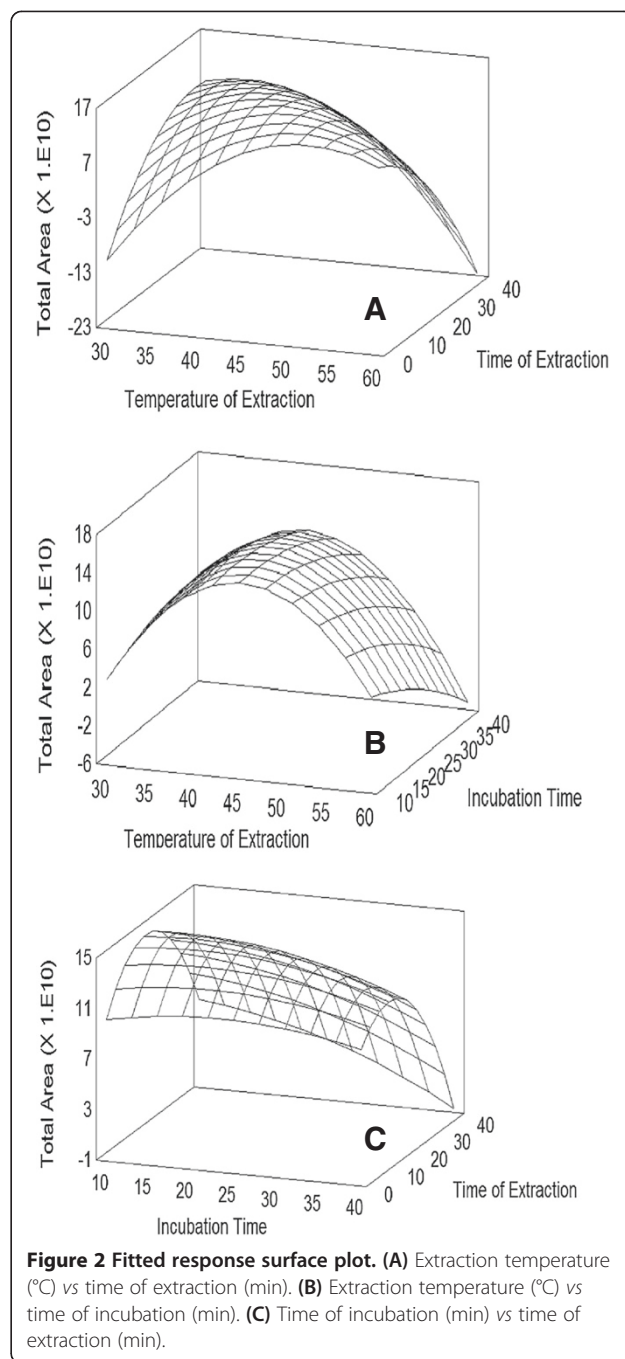 Total Area (X 1.E10)
17
7
-3
-13
-23
30 35 40 45 50 55 60
Temperature of Extraction
0 10 20 30 40
Time of Extraction
A
Total Area (X 1.E10)
18
14
10
6
2
-2
-6
30 35 40 45 50 55 60
Temperature of Extraction
10 15 20 25 30 35 40
Incubation Time
B
Total Area (X 1.E10)
15
11
7
3
-1
10 15 20 25 30 35 40
Incubation Time
0 10 20 30 40
Time of Extraction
C
Figure 2 Fitted response surface plot. (A) Extraction temperature
(°C) vs time of extraction (min). (B) Extraction temperature (°C) vs
time of incubation (min). (C) Time of incubation (min) vs time of
extraction (min).